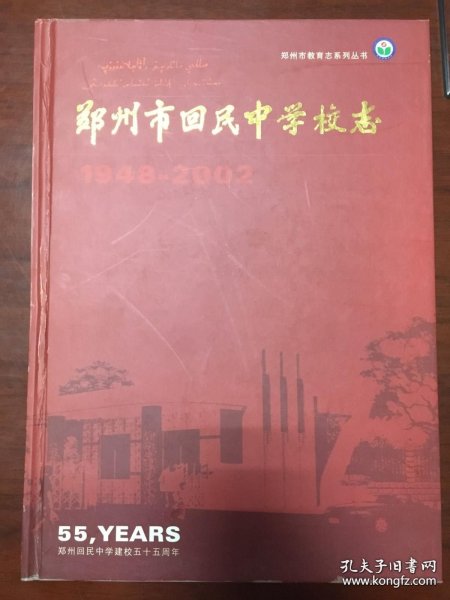 郑州市教育志系列丛书
郑州市回民中学校志
1948-2002
55,YEARS
郑州回民中学建校五十五周年
孔夫子旧书网
kongfz.com